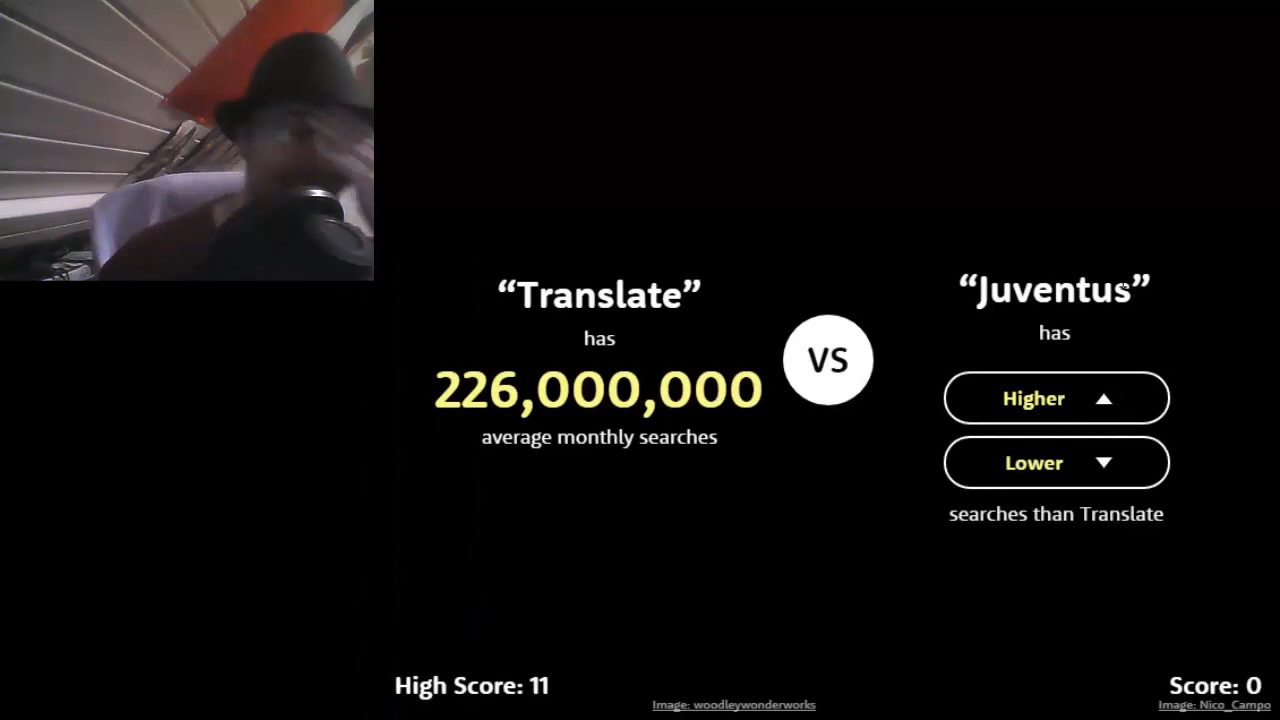 “Translate”
has
226,000,000
average monthly searches
VS
“Juventus”
has
Higher ▲
Lower ▼
searches than Translate
High Score: 11
Image: woodleywonderworks
Score: 0
Image: Nico_Campo